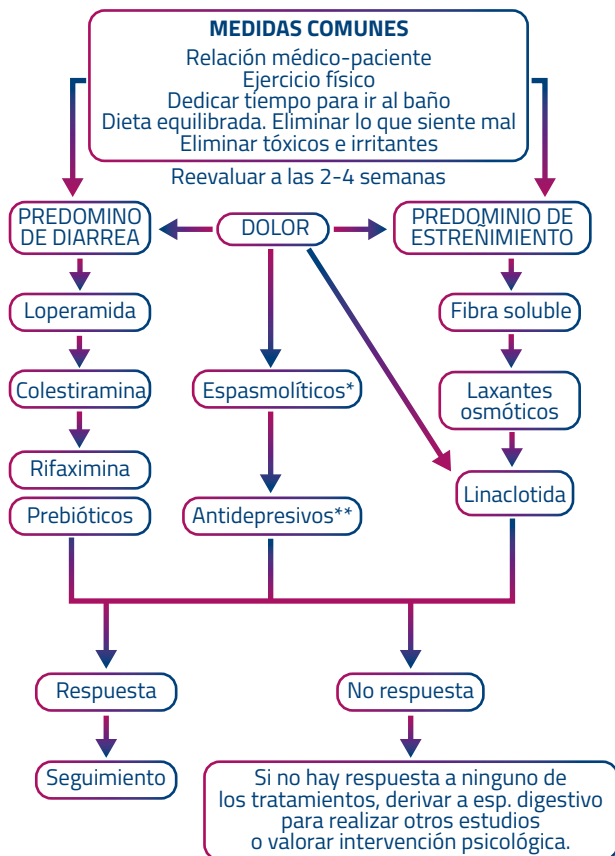 MEDIDAS COMUNES
Relación médico-paciente
Ejercicio físico
Dedicar tiempo para ir al baño
Dieta equilibrada. Eliminar lo que siente mal
Eliminar tóxicos e irritantes
Reevaluar a las 2-4 semanas
PREDOMINO
DE DIARREA
DOLOR
PREDOMINIO DE
ESTREÑIMIENTO
Loperamida
Fibra soluble
Colestiramina
Espasmolíticos*
Laxantes
osmóticos
Rifaximina
Linaclotida
Prebióticos
Antidepresivos**
Respuesta
No respuesta
Seguimiento
Si no hay respuesta a ninguno de
los tratamientos, derivar a esp. digestivo
para realizar otros estudios
o valorar intervención psicológica.